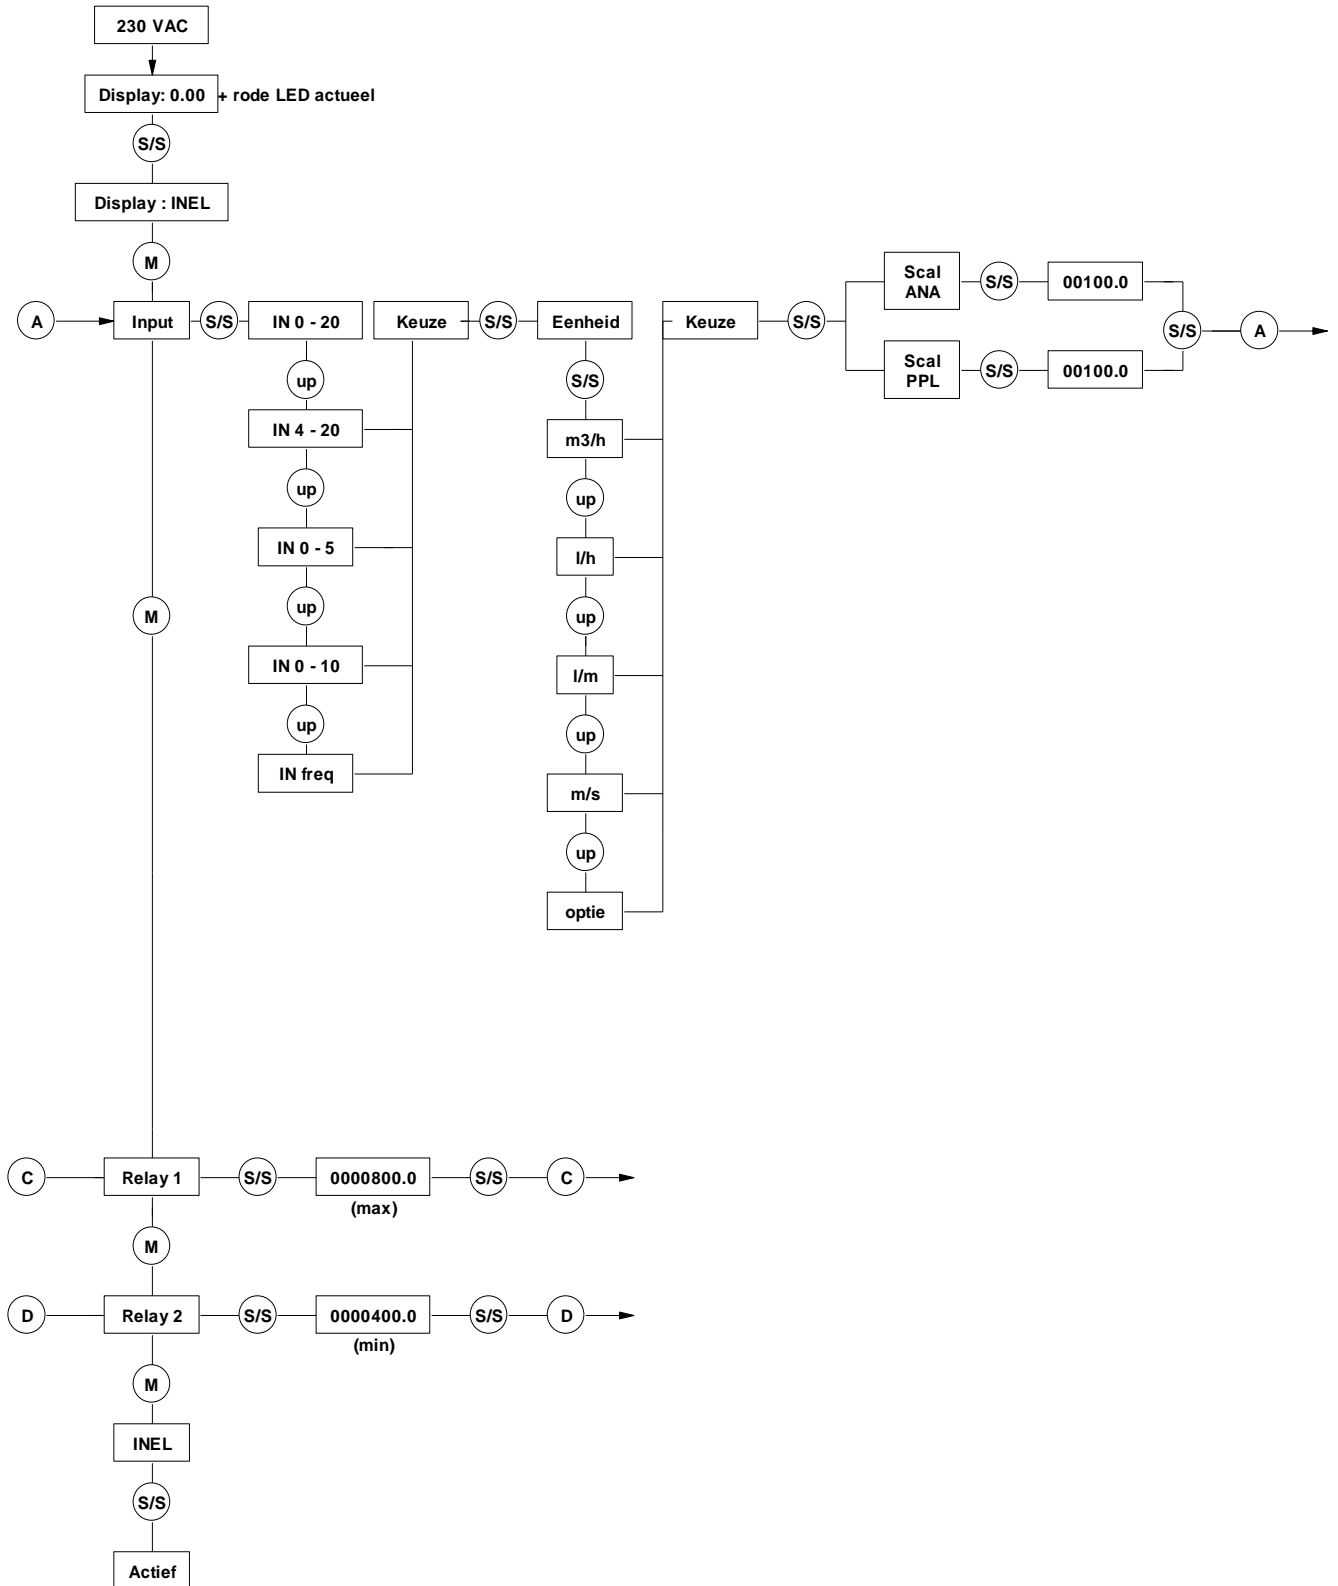 230 VAC
Display: 0.00 + rode LED actueel
S/S
Display : INEL
M
Scal
ANA
S/S
00100.0
A
Input
S/S
IN 0 - 20
Keuze
S/S
Eenheid
Keuze
S/S
S/S
A
Scal
PPL
S/S
00100.0
up
S/S
IN 4 - 20
m3/h
up
up
IN 0 - 5
l/h
up
M
up
IN 0 - 10
l/m
up
up
IN freq
m/s
up
optie
C
Relay 1
S/S
0000800.0
S/S
C
(max)
M
D
Relay 2
S/S
0000400.0
S/S
D
(min)
M
INEL
S/S
Actief